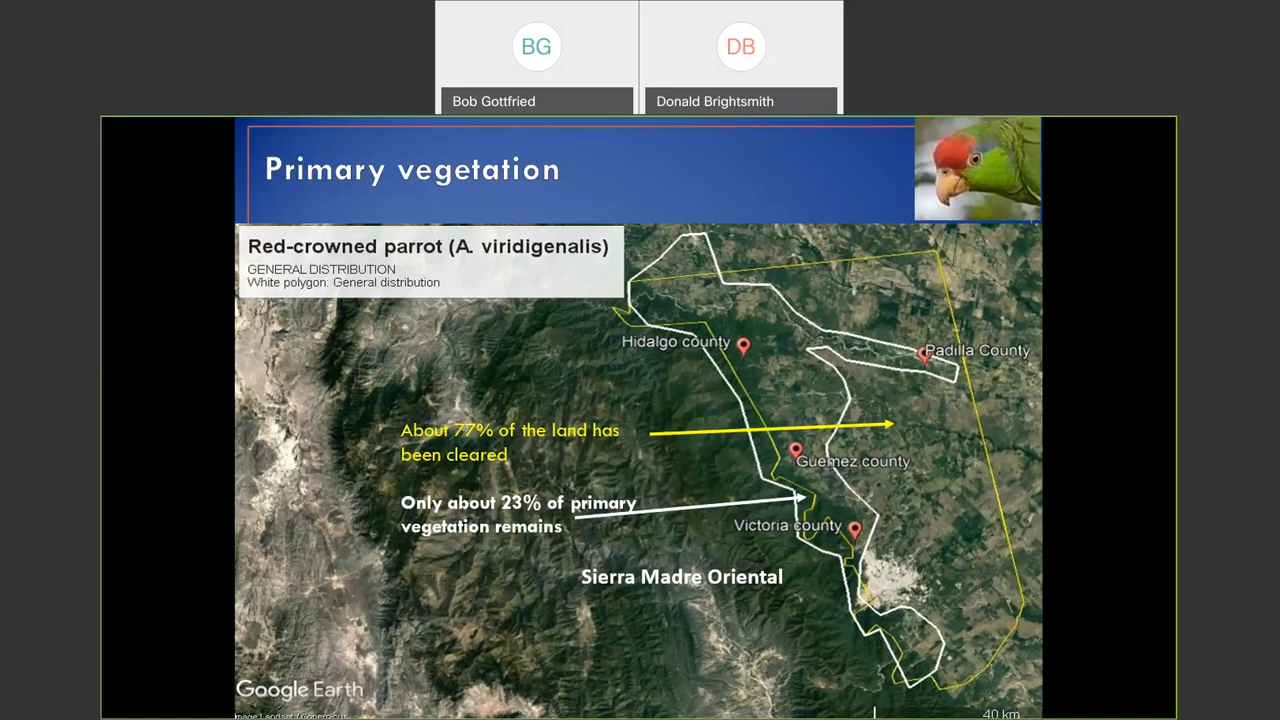 BG
DB
Bob Gottfried
Donald Brightsmith
Primary vegetation
Red-crowned parrot (A. viridigenalis)
GENERAL DISTRIBUTION
White polygon: General distribution
Hidalgo county
Padilla County
About 77% of the land has
been cleared
Guemez county
Only about 23% of primary
vegetation remains
Victoria county
Sierra Madre Oriental
Google Earth
40 km